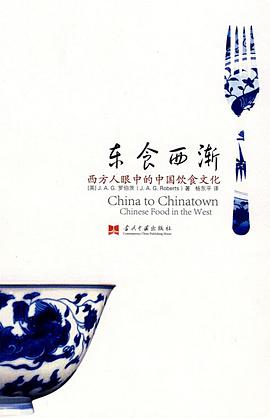 东食西渐
西方人眼中的中国饮食文化
[英] J. A. G. 罗伯茨 ( J. A. G. Roberts ) 著 杨东平 译
China to Chinatown
Chinese Food in the West
当代中国出版社
Contemporary China Publishing House